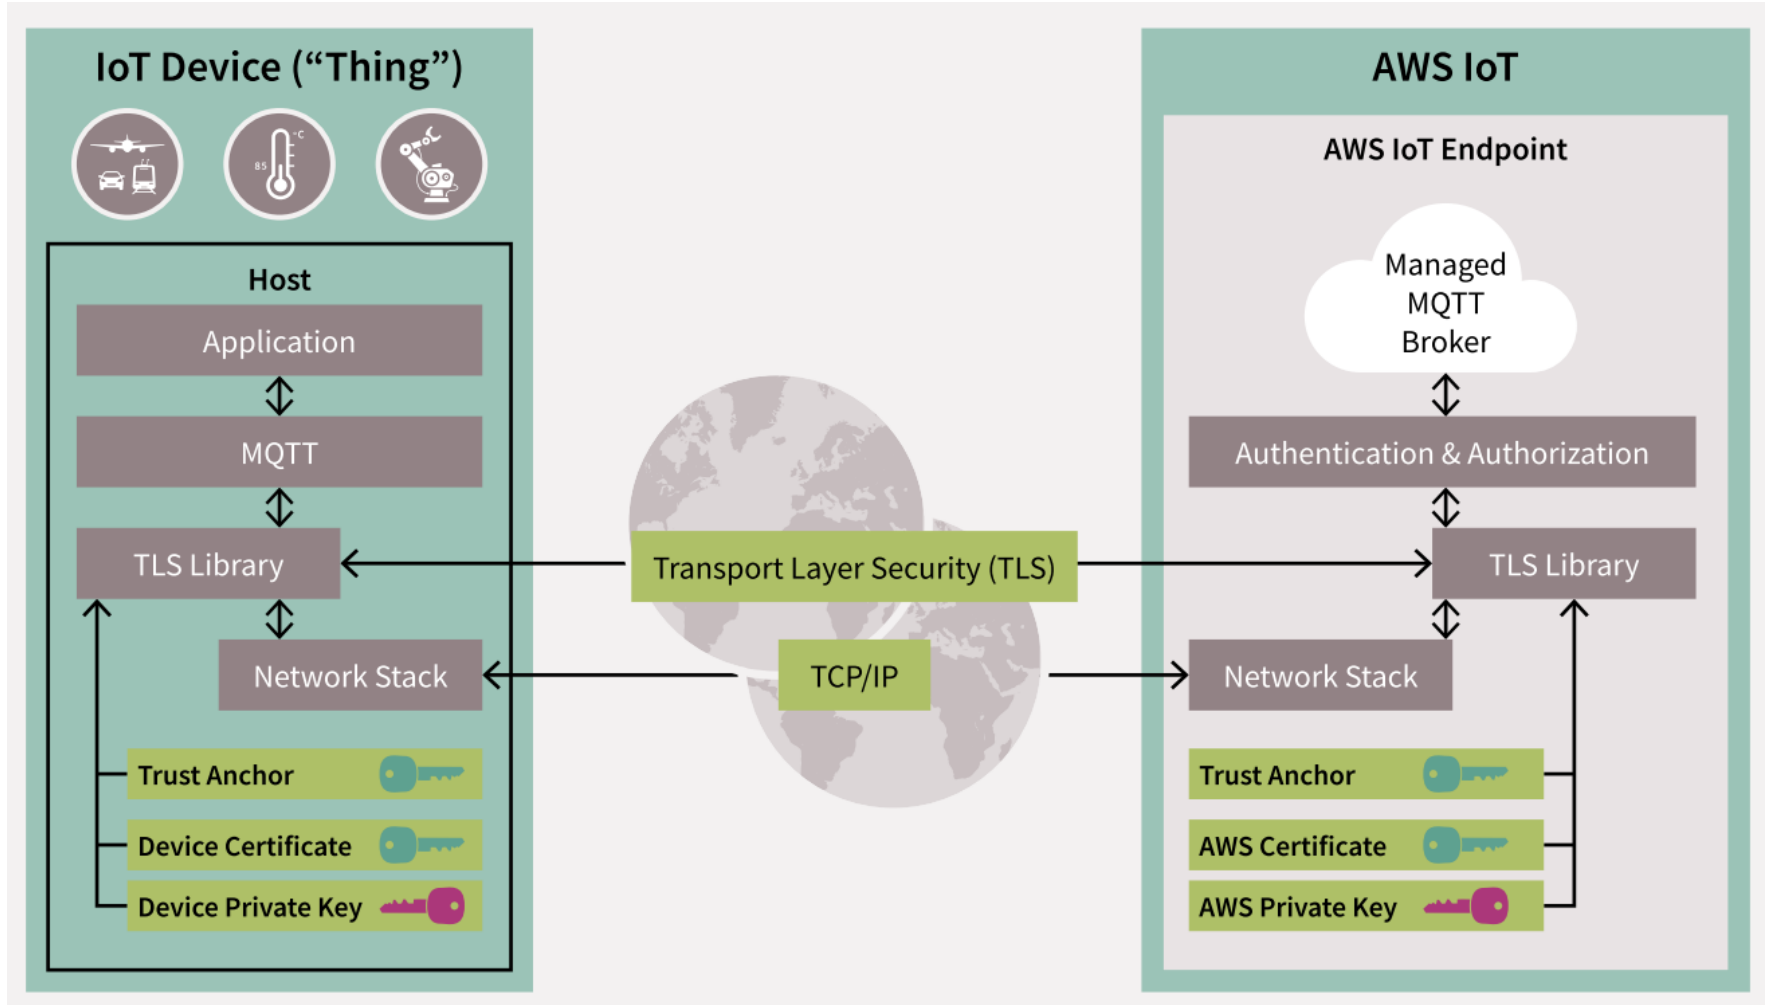 IoT Device (“Thing”)
°C
85
Host
Application
MQTT
TLS Library
Network Stack
Trust Anchor
Device Certificate
Device Private Key
Transport Layer Security (TLS)
TCP/IP
AWS IoT
AWS IoT Endpoint
Managed
MQTT
Broker
Authentication & Authorization
TLS Library
Network Stack
Trust Anchor
AWS Certificate
AWS Private Key